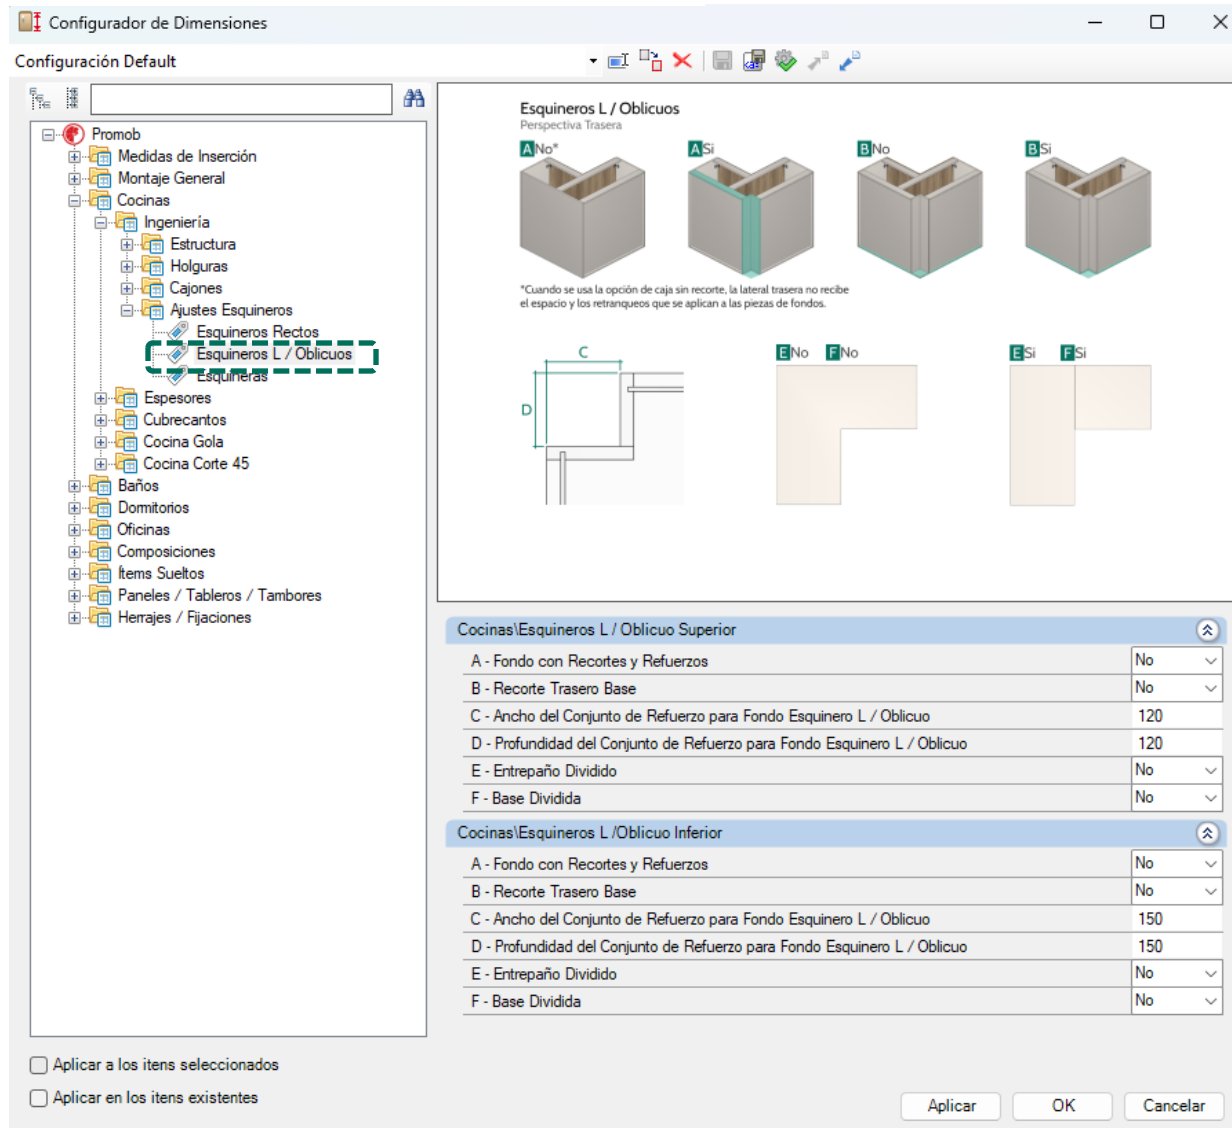 Configurador de Dimensiones
Configuración Default
Promob
Medidas de Inserción
Montaje General
Cocinas
Ingeniería
Estructura
Holguras
Cajones
Ajustes Esquineros
Esquineros Rectos
Esquineros L / Oblicuos
Esquineras
Espesores
Cubrecantos
Cocina Gola
Cocina Corte 45
Baños
Dormitorios
Oficinas
Composiciones
Ítems Sueltos
Paneles / Tableros / Tambores
Herrajes / Fijaciones
Esquineros L / Oblicuos
Perspectiva Trasera
A No* A Si B No B Si
*Cuando se usa la opción de caja sin recorte, la lateral trasera no recibe
el espacio y los retranqueos que se aplican a las piezas de fondos.
C
D
E No F No E Si F Si
Cocinas\Esquineros L / Oblicuo Superior
A - Fondo con Recortes y Refuerzos No
B - Recorte Trasero Base No
C - Ancho del Conjunto de Refuerzo para Fondo Esquinero L / Oblicuo 120
D - Profundidad del Conjunto de Refuerzo para Fondo Esquinero L / Oblicuo 120
E - Entrepaño Dividido No
F - Base Dividida No
Cocinas\Esquineros L /Oblicuo Inferior
A - Fondo con Recortes y Refuerzos No
B - Recorte Trasero Base No
C - Ancho del Conjunto de Refuerzo para Fondo Esquinero L / Oblicuo 150
D - Profundidad del Conjunto de Refuerzo para Fondo Esquinero L / Oblicuo 150
E - Entrepaño Dividido No
F - Base Dividida No
Aplicar a los itens seleccionados
Aplicar en los itens existentes
Aplicar OK Cancelar